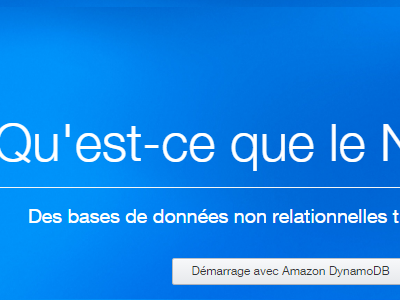 Qu'est-ce que le N
Des bases de données non relationnelles t
Démarrage avec Amazon DynamoDB